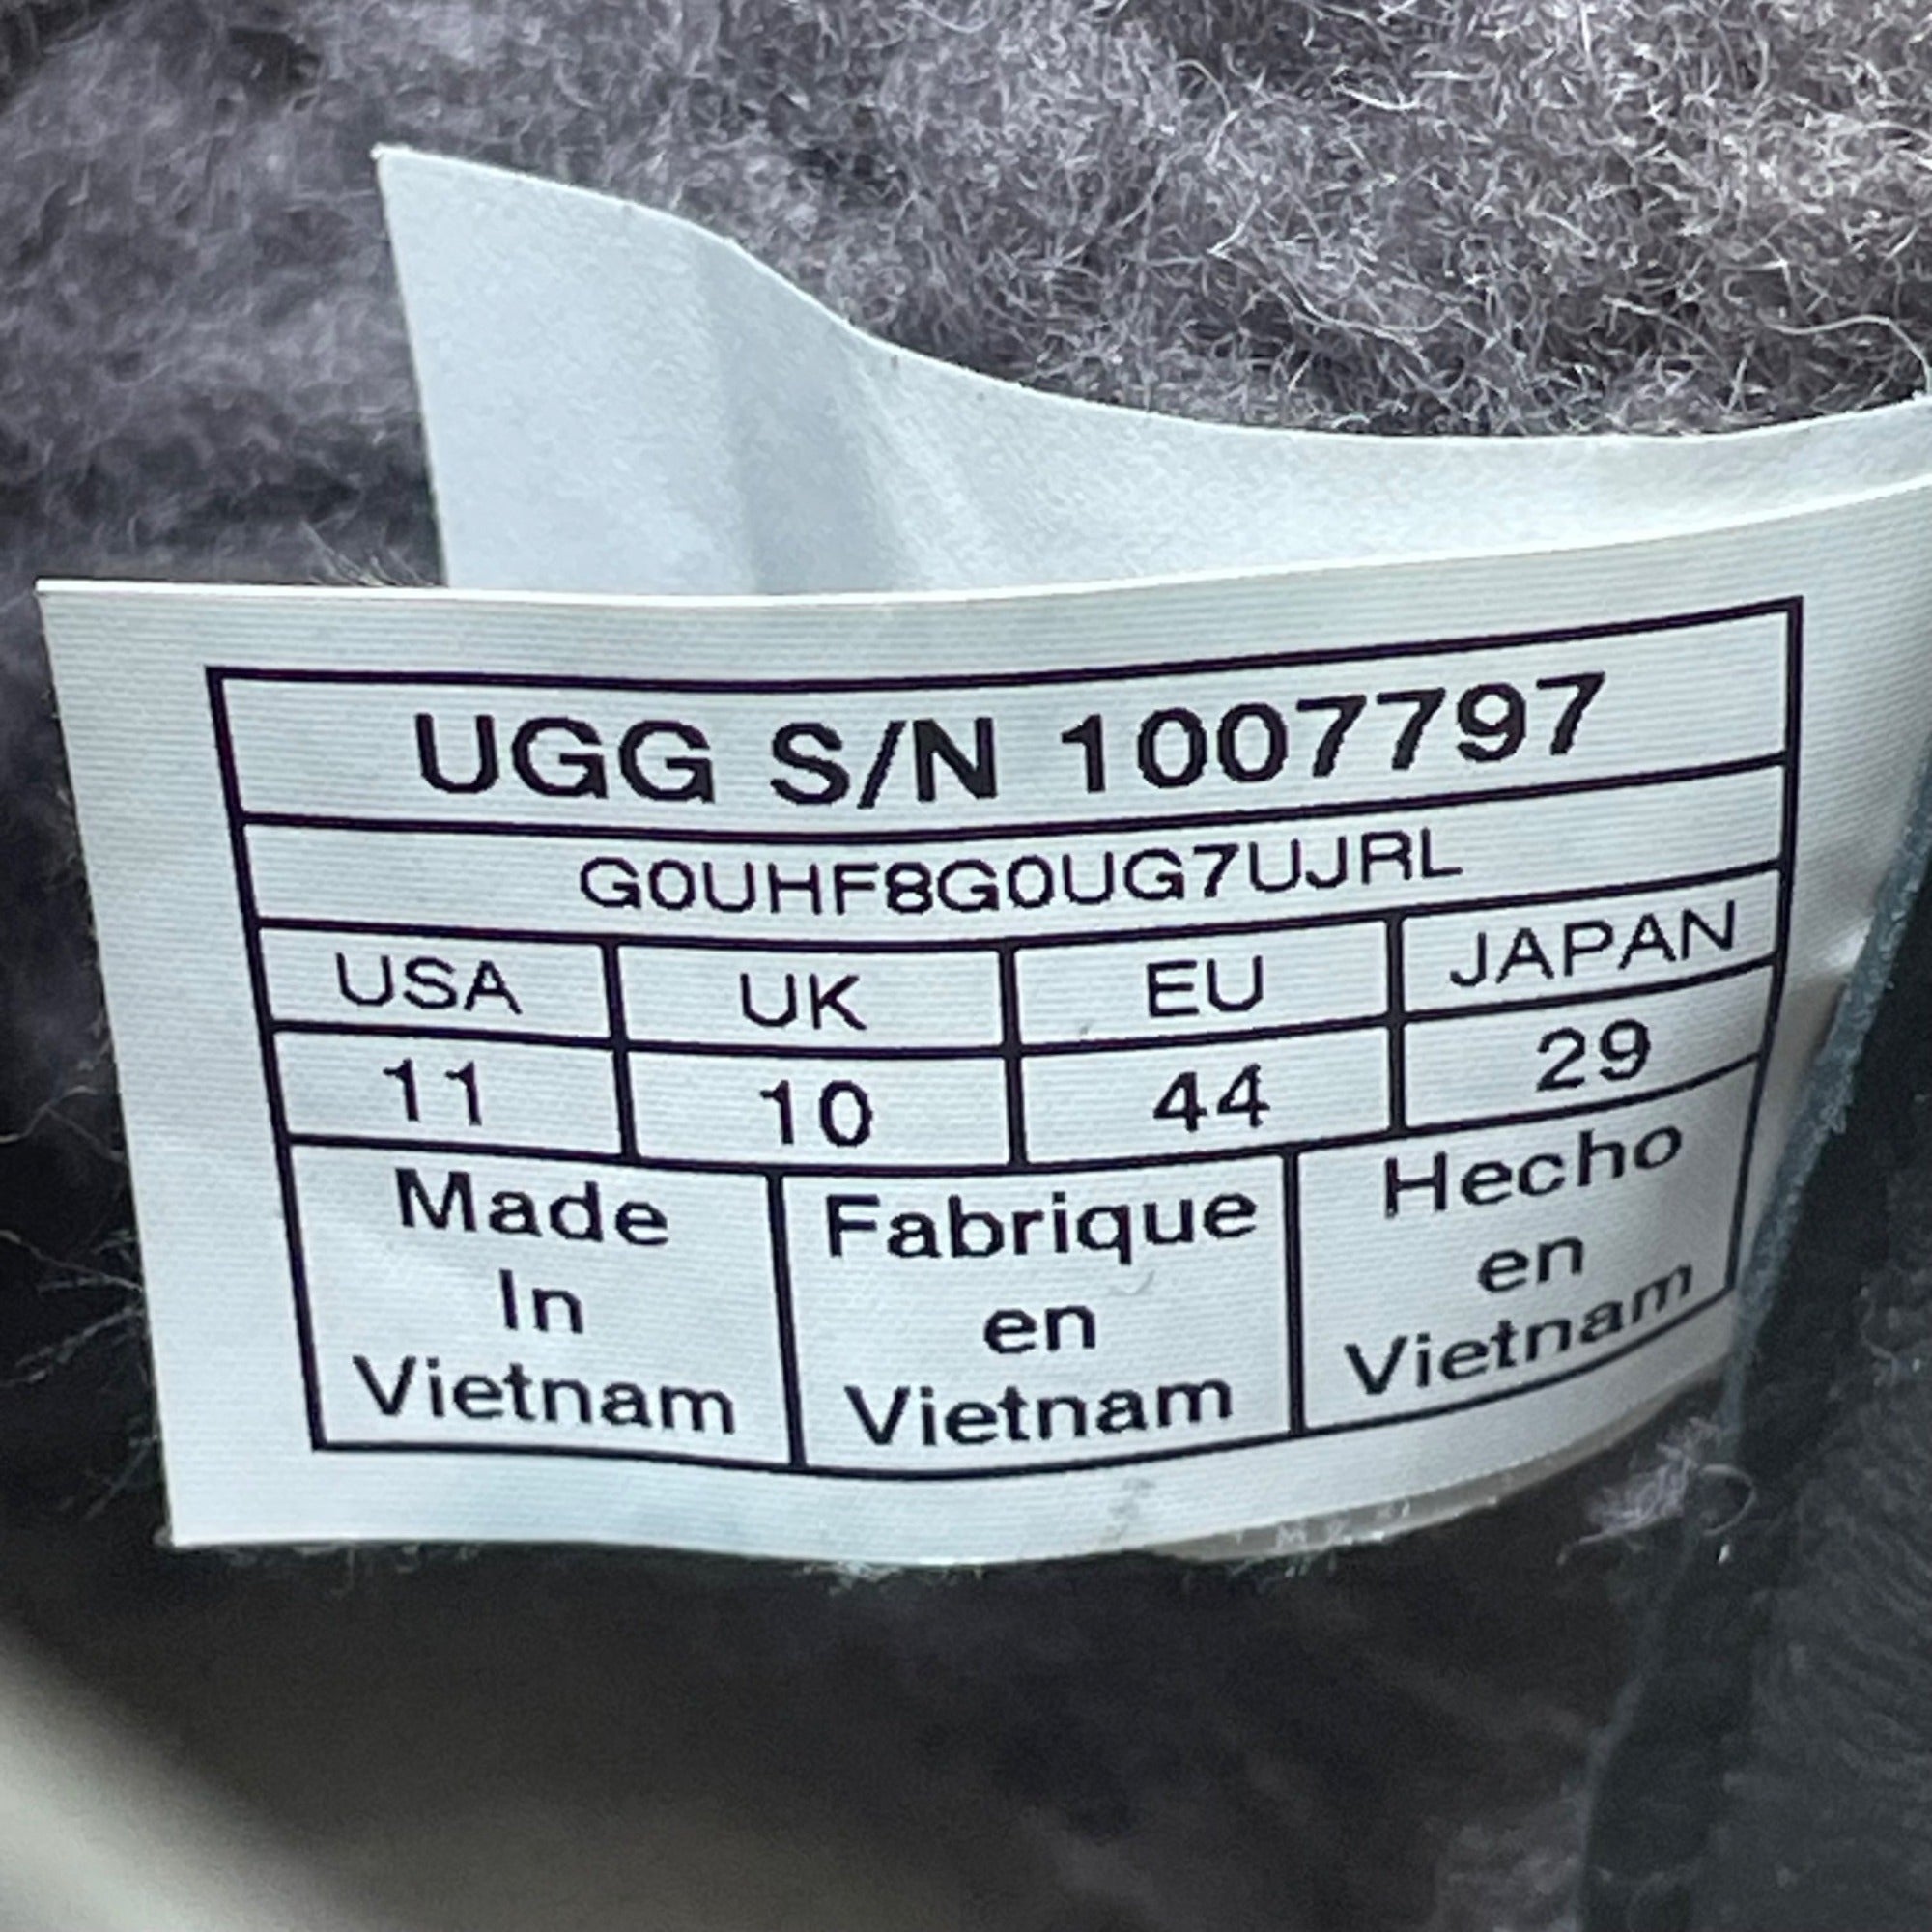 UGG S/N 1007797
G0UHF8G0UG7UJRL
USA UK EU JAPAN
11 10 44 29
Made
In
Vietnam
Fabrique
en
Vietnam
Hecho
en
Vietnam